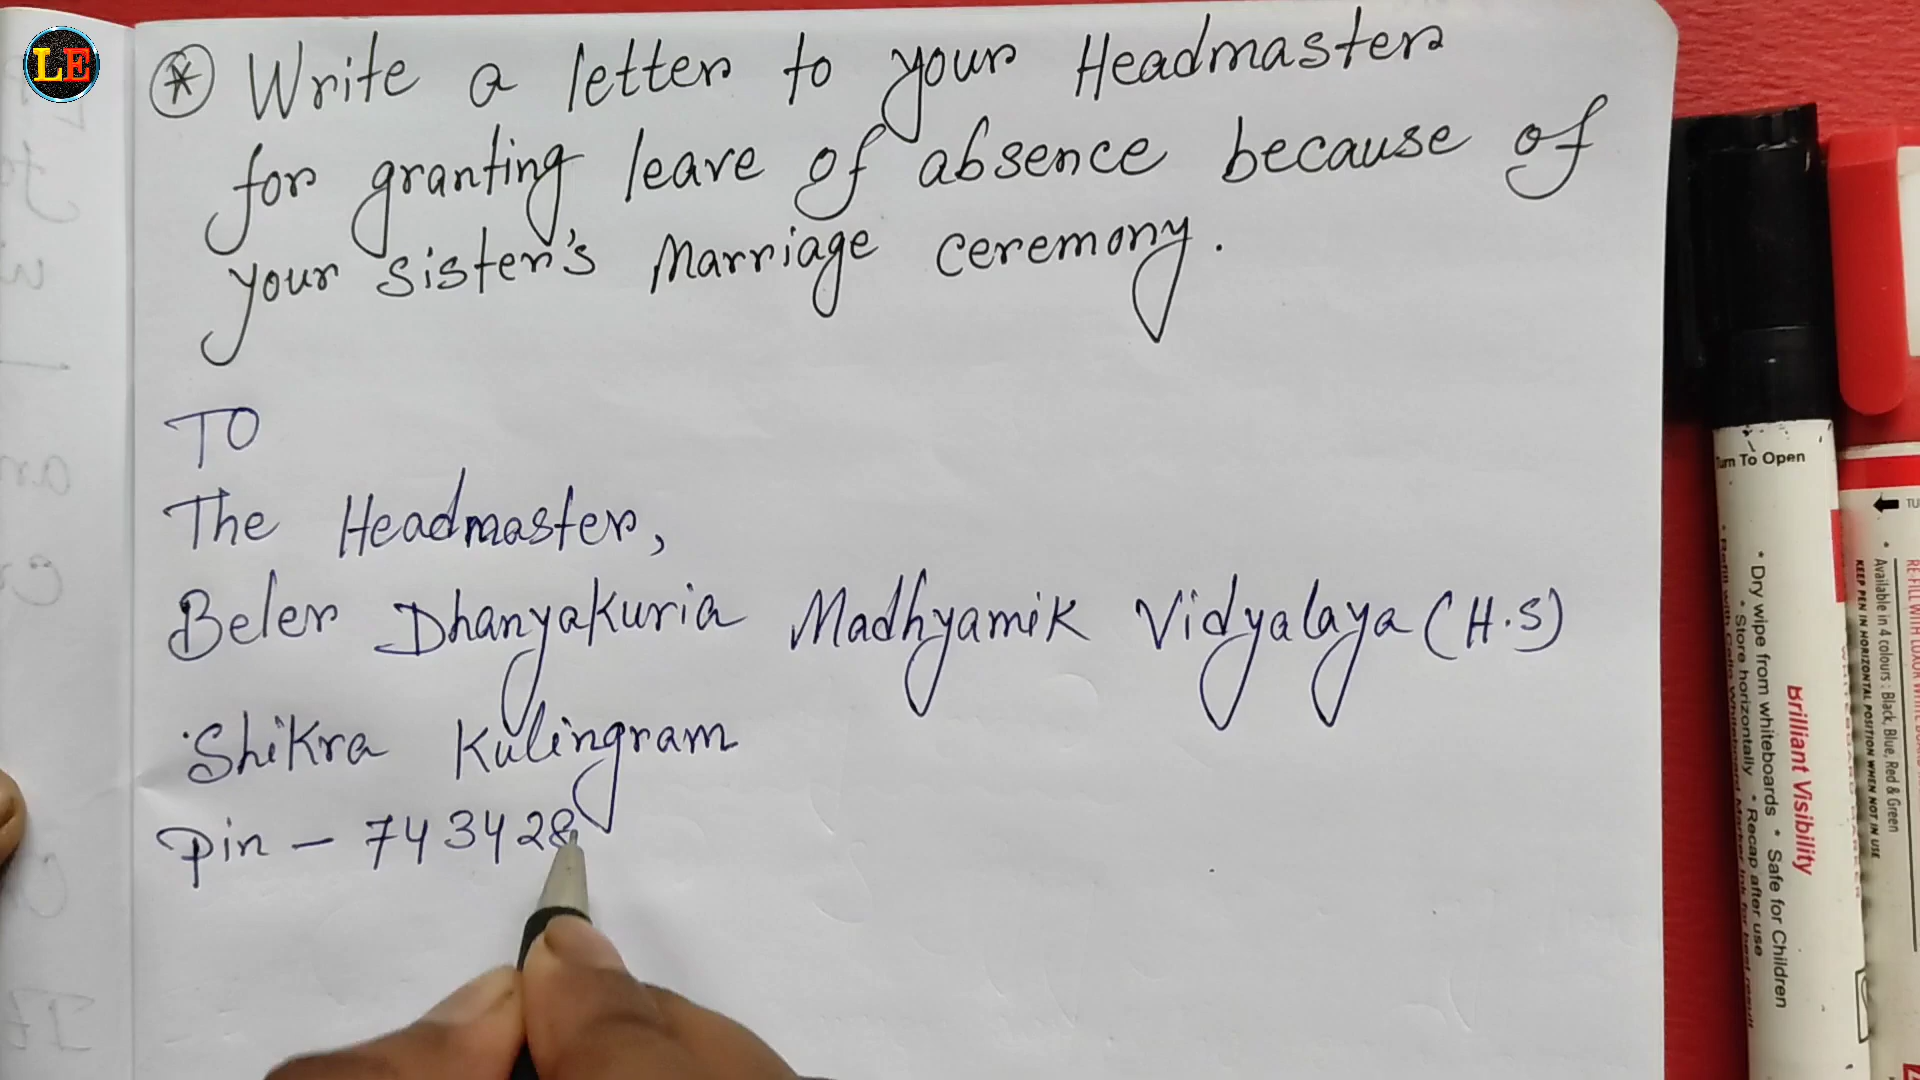 LE
* Write a letter to your Headmaster
for granting leave of absence because of
your sister's Marriage ceremony.
TO
The Headmaster,
Beler Dhanyakuria Madhyamik Vidyalaya (H.S)
Shikra Kulingram
Pin - 743428
Turn To Open
• Dry wipe from whiteboards • Safe for Children
• Store horizontally • Recap after use
Brilliant Visibility
• Available in 4 colours : Black, Blue, Red & Green
KEEP PEN IN HORIZONTAL POSITION WHEN NOT IN USE